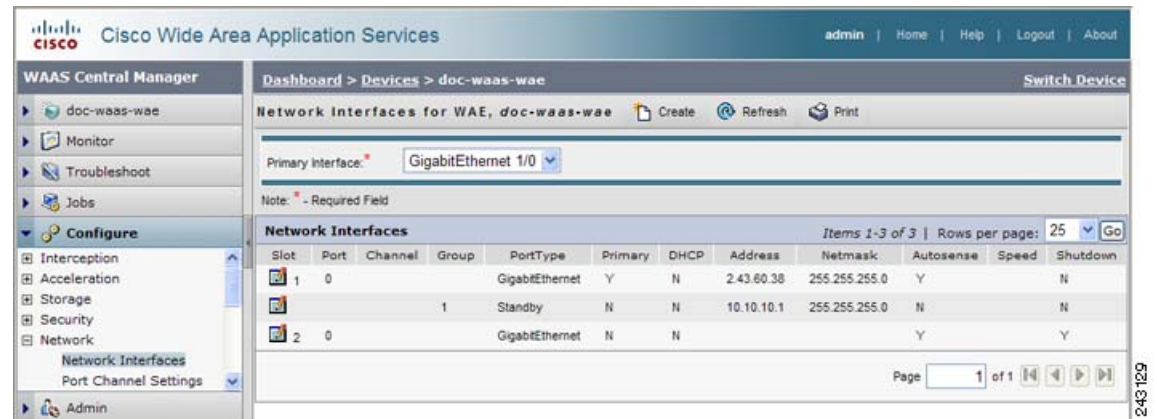 CISCO Cisco Wide Area Application Services admin | Home | Help | Logout | About
WAAS Central Manager
Dashboard > Devices > doc-waas-wae Switch Device
doc-waas-wae
Network Interfaces for WAE, doc-waas-wae Create Refresh Print
Monitor
Primary Interface:* GigabitEthernet 1/0
Troubleshoot
Note: * - Required Field
Jobs
Configure
Network Interfaces Items 1-3 of 3 | Rows per page: 25 Go
Interception
Slot Port Channel Group PortType Primary DHCP Address Netmask Autosense Speed Shutdown
Acceleration
1 0 GigabitEthernet Y N 2.43.60.38 255.255.255.0 Y N
Storage
1 Standby N N 10.10.10.1 255.255.255.0 N N
Security
2 0 GigabitEthernet N N Y Y
Network
Network Interfaces
Port Channel Settings
Page 1 of 1
Admin
243129